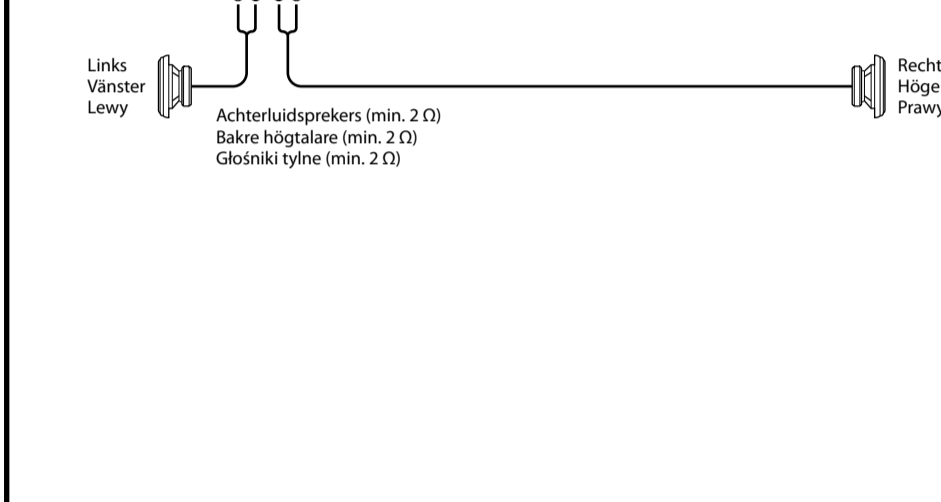 Links
Vänster
Lewy
Achterluidsprekers (min. 2 Ω)
Bakre högtalare (min. 2 Ω)
Głośniki tylne (min. 2 Ω)
Recht
Höge
Prawy